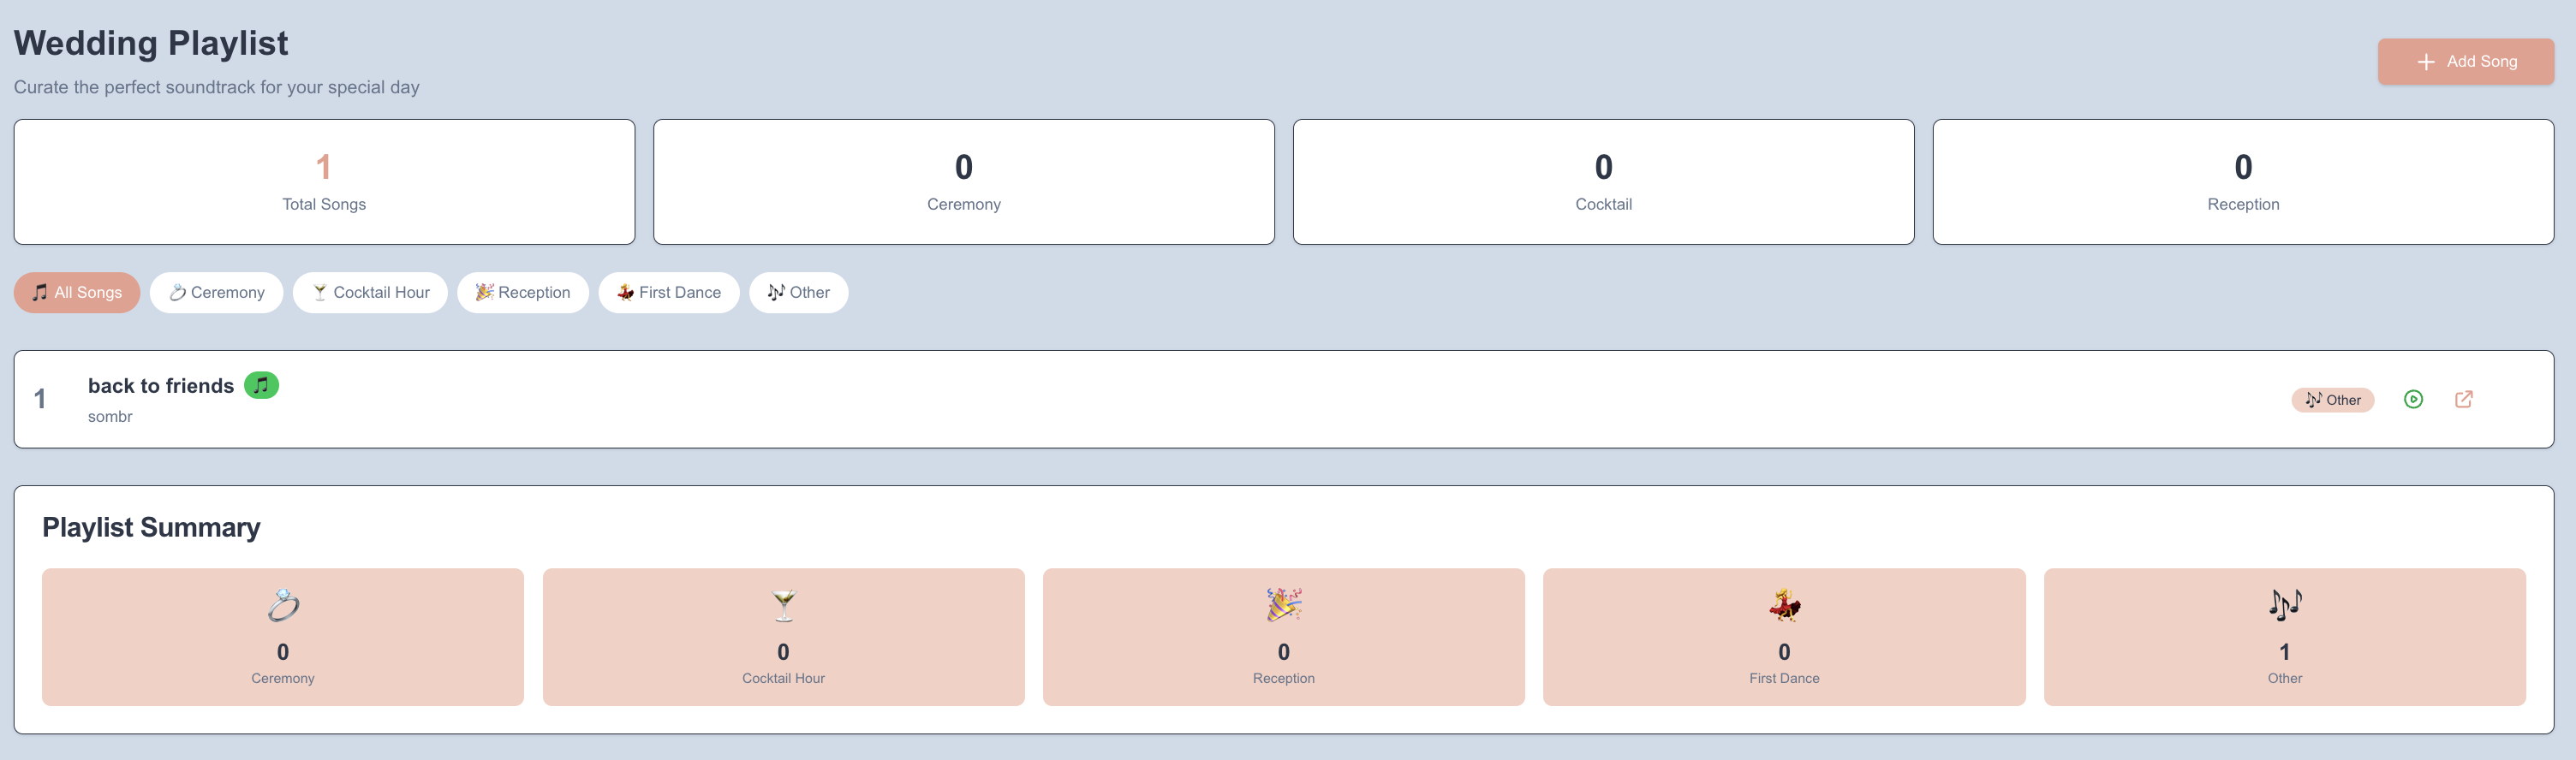 Wedding Playlist
Curate the perfect soundtrack for your special day
Add Song
1
Total Songs
0
Ceremony
0
Cocktail
0
Reception
All Songs
Ceremony
Cocktail Hour
Reception
First Dance
Other
1
back to friends
sombr
Other
Playlist Summary
0
Ceremony
0
Cocktail Hour
0
Reception
0
First Dance
1
Other